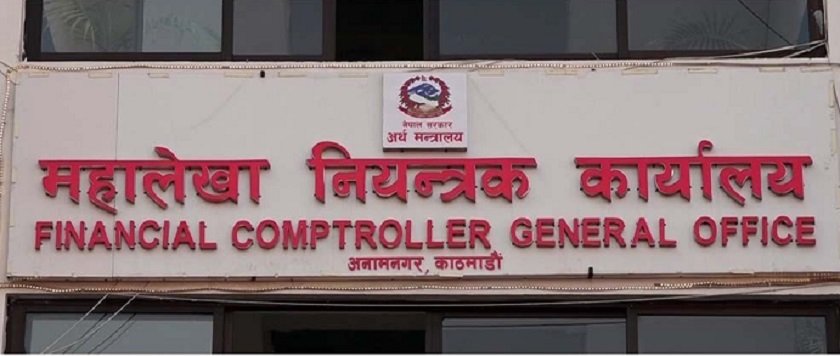 नेपाल सरकार
अर्थ मन्त्रालय
महालेखा नियन्त्रक कार्यालय
FINANCIAL COMPTROLLER GENERAL OFFICE
अनामनगर, काठमाडौं